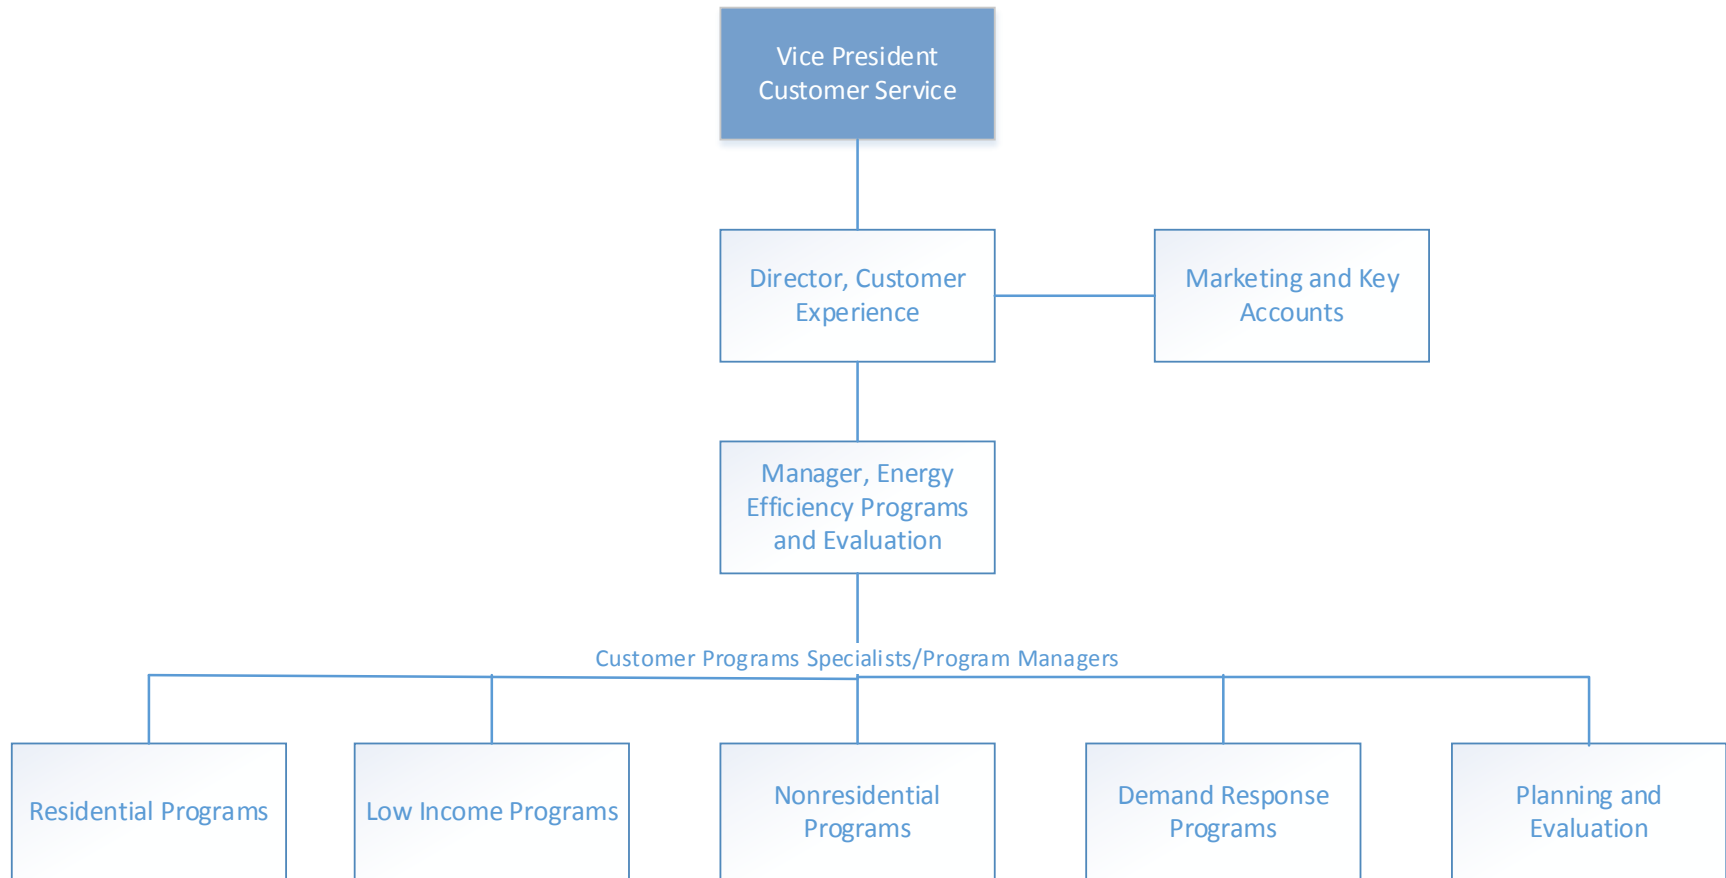 Vice President
Customer Service
Director, Customer
Experience
Marketing and Key
Accounts
Manager, Energy
Efficiency Programs
and Evaluation
Customer Programs Specialists/Program Managers
Residential Programs
Low Income Programs
Nonresidential
Programs
Demand Response
Programs
Planning and
Evaluation